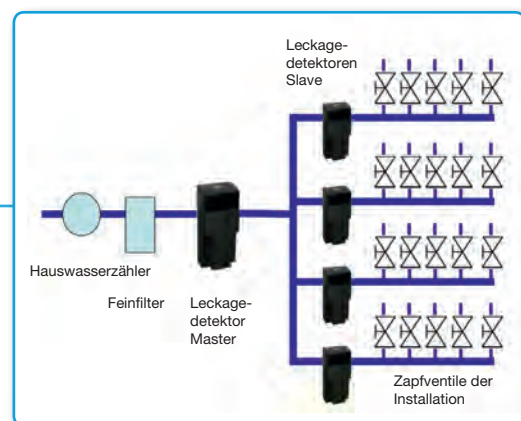 Leckage-
detektoren
Slave
Hauswasserzähler
Feinfilter
Leckage-
detektor
Master
Zapfventile der
Installation